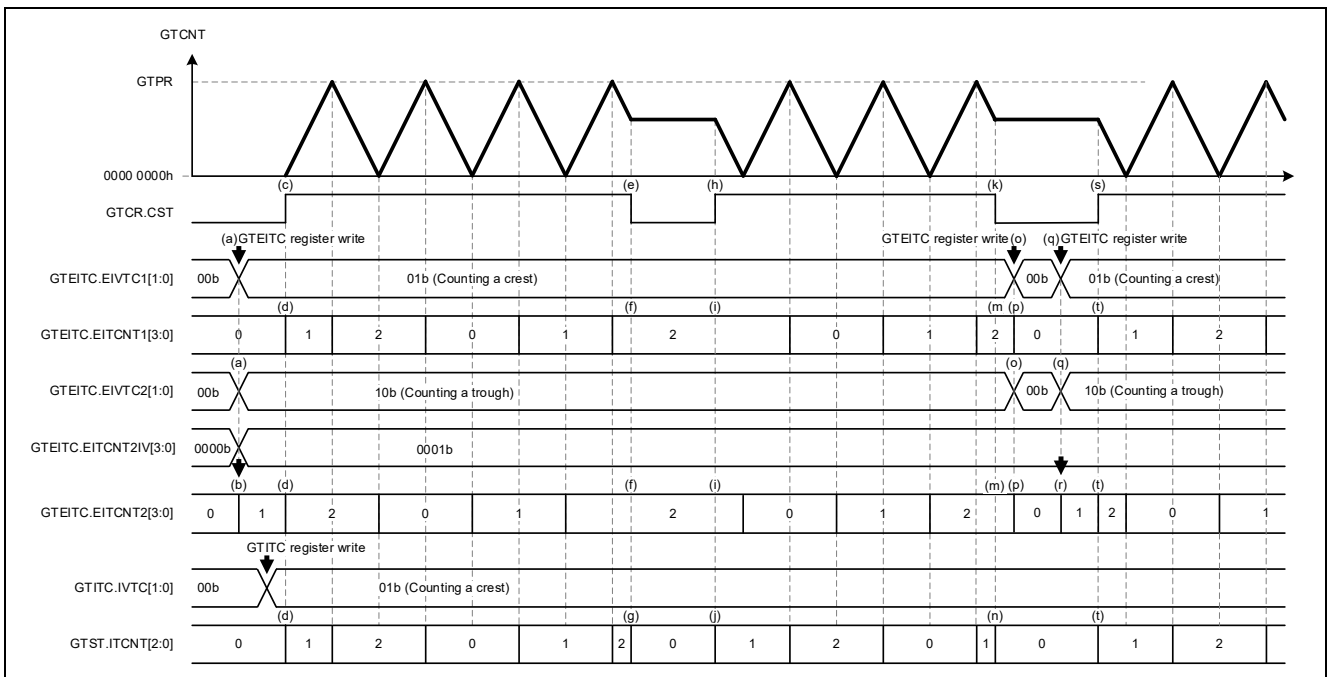 GTCNT
GTPR
0000 0000h
(c) (e) (h) (k) (s)
GTCR.CST
(a)GTEITC register write GTEITC register write(o) (q)GTEITC register write
GTEITC.EIVTC1[1:0] 00b 01b (Counting a crest) 00b 01b (Counting a crest)
(d) (f) (i) (m (p) (t)
GTEITC.EITCNT1[3:0] 0 1 2 0 1 2 0 1 2 0 1 2
(a) (o) (q)
GTEITC.EIVTC2[1:0] 00b 10b (Counting a trough) 00b 10b (Counting a trough)
GTEITC.EITCNT2IV[3:0] 0000b 0001b
(b) (d) (f) (i) (m) (p) (r) (t)
GTEITC.EITCNT2[3:0] 0 1 2 0 1 2 0 1 2 0 1 2 0 1
GTITC register write
GTITC.IVTC[1:0] 00b 01b (Counting a crest)
(d) (g) (j) (n) (t)
GTST.ITCNT[2:0] 0 1 2 0 1 2 0 1 2 0 1 0 1 2